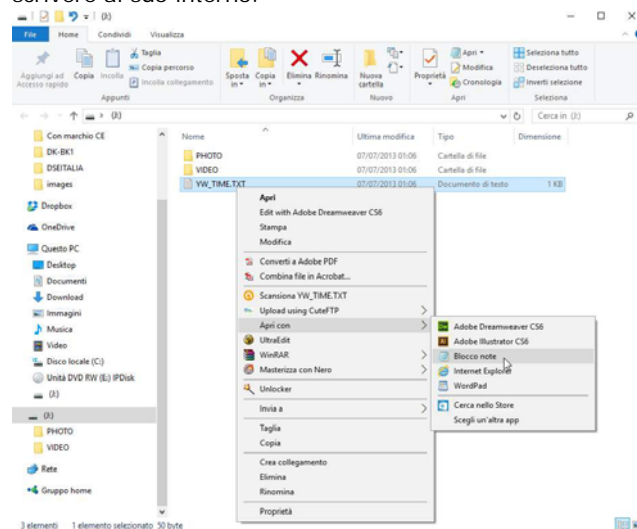 scrivere al suo interno.
(J:)
File Home Condividi Visualizza
Aggiungi ad Accesso rapido
Copia
Incolla
Taglia
Copia percorso
Incolla collegamento
Appunti
Sposta in
Copia in
Elimina
Rinomina
Organizza
Nuova cartella
Nuovo
Proprietà
Apri
Modifica
Cronologia
Apri
Seleziona tutto
Deseleziona tutto
Inverti selezione
Seleziona
(J:)
Cerca in (J:)
Nome Ultima modifica Tipo Dimensione
PHOTO 07/07/2013 01:06 Cartella di file
VIDEO 07/07/2013 01:06 Cartella di file
YW_TIME.TXT 07/07/2013 01:06 Documento di testo 1 KB
Con marchio CE
DK-BK1
DSEITALIA
images
Dropbox
OneDrive
Questo PC
Desktop
Documenti
Download
Immagini
Musica
Video
Disco locale (C:)
Unità DVD RW (E:) IPDisk
(J:)
(J:)
PHOTO
VIDEO
Rete
Gruppo home
Apri
Edit with Adobe Dreamweaver CS6
Stampa
Modifica
Converti a Adobe PDF
Combina file in Acrobat...
Scansiona YW_TIME.TXT
Upload using CuteFTP
Apri con
UltraEdit
WinRAR
Masterizza con Nero
Unlocker
Invia a
Taglia
Copia
Crea collegamento
Elimina
Rinomina
Proprietà
Adobe Dreamweaver CS6
Adobe Illustrator CS6
Blocco note
Internet Explorer
WordPad
Cerca nello Store
Scegli un'altra app
3 elementi 1 elemento selezionato 50 byte